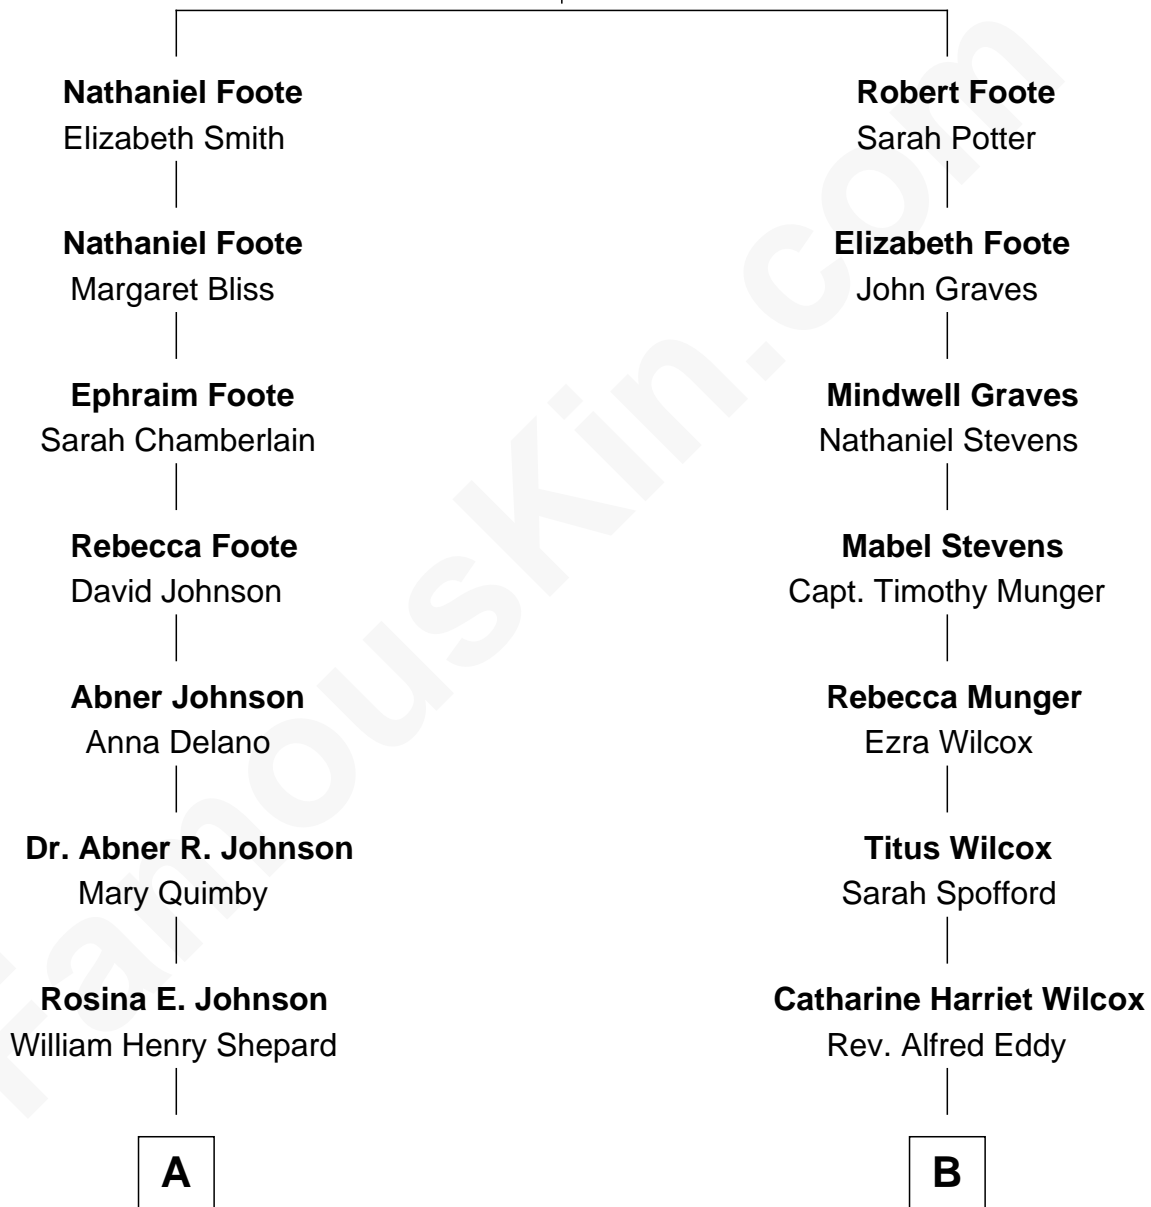 Nathaniel Foote
Elizabeth Smith
Nathaniel Foote
Margaret Bliss
Ephraim Foote
Sarah Chamberlain
Rebecca Foote
David Johnson
Abner Johnson
Anna Delano
Dr. Abner R. Johnson
Mary Quimby
Rosina E. Johnson
William Henry Shepard
A
Robert Foote
Sarah Potter
Elizabeth Foote
John Graves
Mindwell Graves
Nathaniel Stevens
Mabel Stevens
Capt. Timothy Munger
Rebecca Munger
Ezra Wilcox
Titus Wilcox
Sarah Spofford
Catharine Harriet Wilcox
Rev. Alfred Eddy
B
FamousKin.com